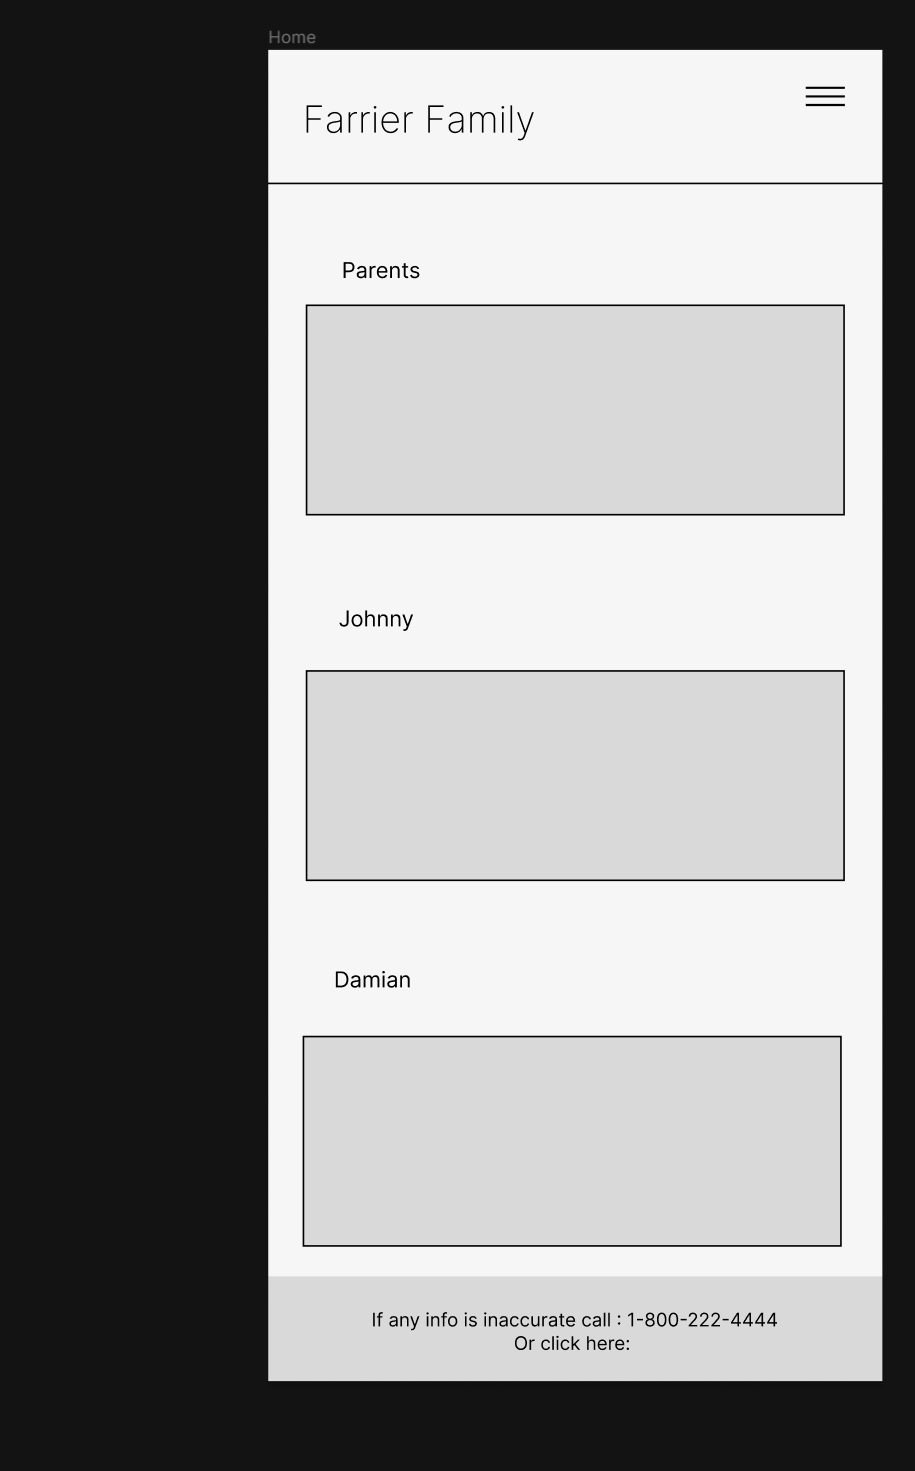 Home
Farrier Family
Parents
Johnny
Damian
If any info is inaccurate call : 1-800-222-4444
Or click here: